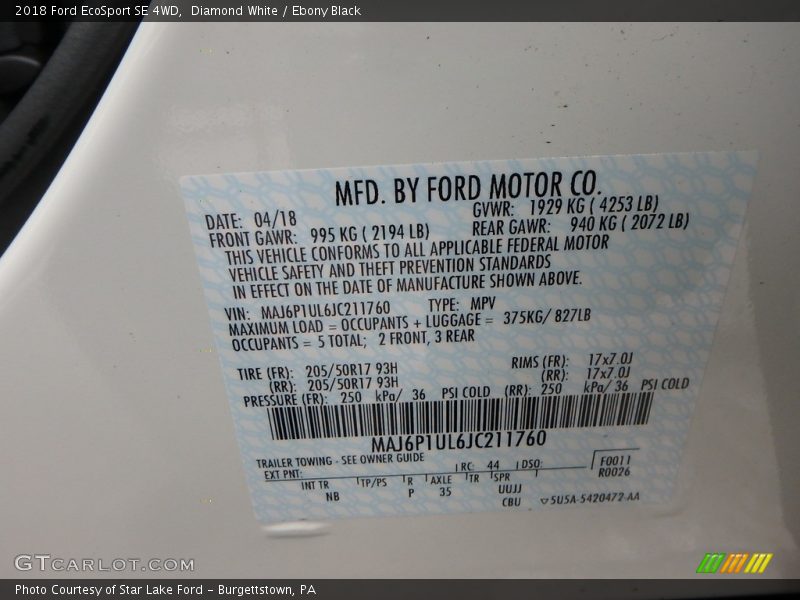 2018 Ford EcoSport SE 4WD, Diamond White / Ebony Black
MFD. BY FORD MOTOR CO.
DATE: 04/18 GVWR: 1929 KG ( 4253 LB)
FRONT GAWR: 995 KG ( 2194 LB) REAR GAWR: 940 KG ( 2072 LB)
THIS VEHICLE CONFORMS TO ALL APPLICABLE FEDERAL MOTOR
VEHICLE SAFETY AND THEFT PREVENTION STANDARDS
IN EFFECT ON THE DATE OF MANUFACTURE SHOWN ABOVE.
VIN: MAJ6P1UL6JC211760 TYPE: MPV
MAXIMUM LOAD = OCCUPANTS + LUGGAGE = 375KG/ 827LB
OCCUPANTS = 5 TOTAL; 2 FRONT, 3 REAR
TIRE (FR): 205/50R17 93H RIMS (FR): 17x7.0J
(RR): 205/50R17 93H (RR): 17x7.0J
PRESSURE (FR): 250 kPa/ 36 PSI COLD (RR): 250 kPa/ 36 PSI COLD
MAJ6P1UL6JC211760
TRAILER TOWING - SEE OWNER GUIDE
EXT PNT: RC: 44 DSO: F0011
R0026
INT TR TP/PS R AXLE TR SPR
NB P 35 UUJJ
CBU 5U5A-5420472-AA
GTCARLOT.COM
Photo Courtesy of Star Lake Ford - Burgettstown, PA